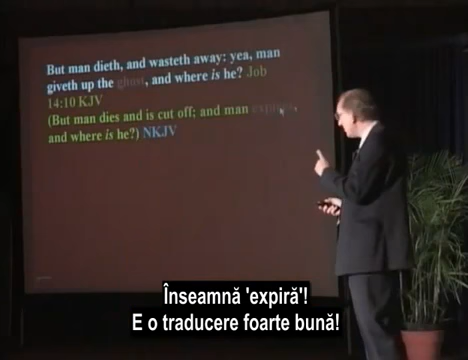 But man dieth, and wasteth away: yea, man
giveth up the ghost, and where is he? Job
14:10 KJV
(But man dies and is cut off; and man expires,
and where is he?) NKJV
Înseamnă 'expiră'!
E o traducere foarte bună!